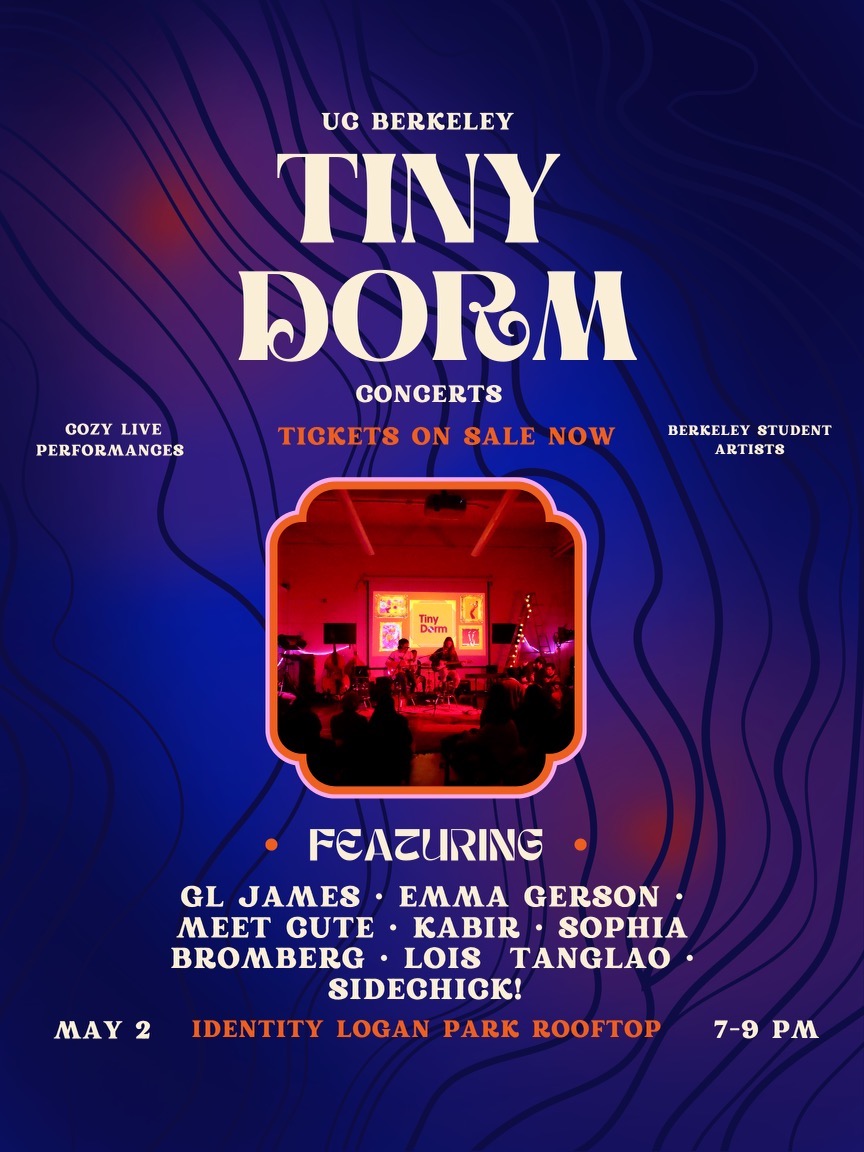 UC BERKELEY
TINY
DORM
CONCERTS
COZY LIVE
PERFORMANCES
TICKETS ON SALE NOW
BERKELEY STUDENT
ARTISTS
Tiny
Dorm
• FEATURING •
GL JAMES · EMMA GERSON ·
MEET CUTE · KABIR · SOPHIA
BROMBERG · LOIS TANGLAO ·
SIDECHICK!
MAY 2 IDENTITY LOGAN PARK ROOFTOP 7-9 PM